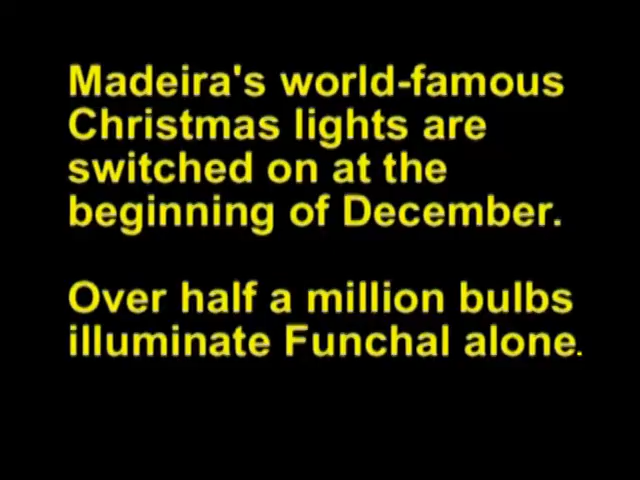 Madeira's world-famous
Christmas lights are
switched on at the
beginning of December.
Over half a million bulbs
illuminate Funchal alone.